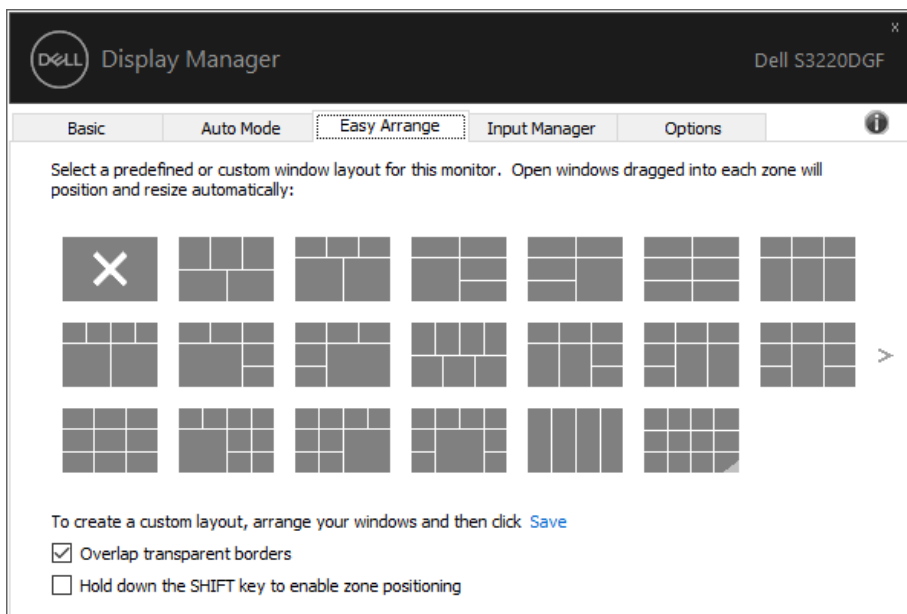 x
DELL Display Manager Dell S3220DGF
Basic Auto Mode Easy Arrange Input Manager Options i
Select a predefined or custom window layout for this monitor. Open windows dragged into each zone will
position and resize automatically:
>
To create a custom layout, arrange your windows and then click Save
Overlap transparent borders
Hold down the SHIFT key to enable zone positioning